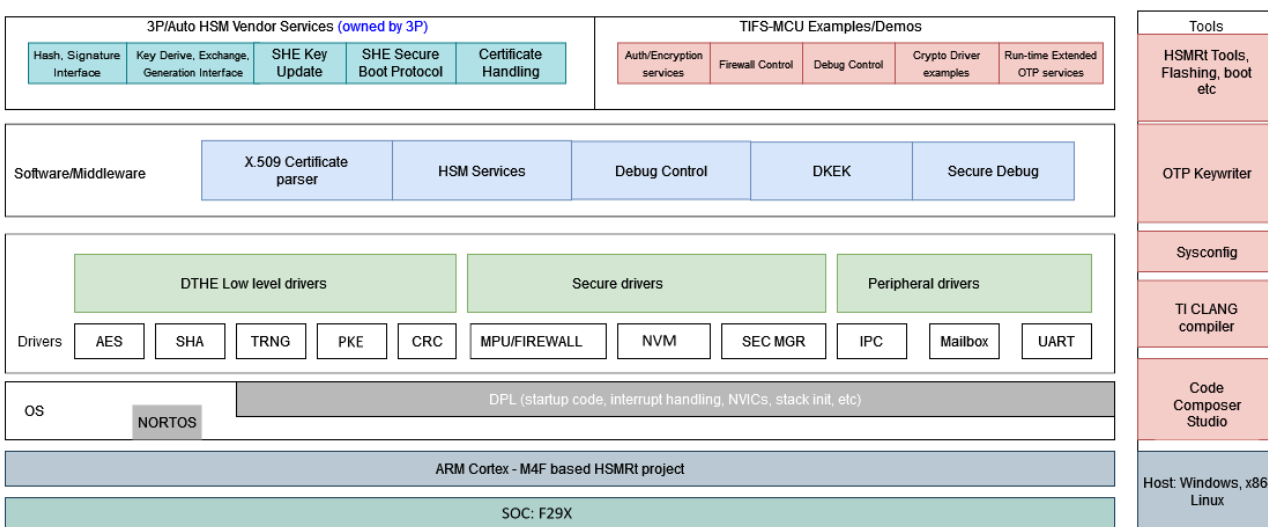 3P/Auto HSM Vendor Services (owned by 3P)
Hash, Signature
Interface
Key Derive, Exchange,
Generation Interface
SHE Key
Update
SHE Secure
Boot Protocol
Certificate
Handling
TIFS-MCU Examples/Demos
Auth/Encryption
services
Firewall Control
Debug Control
Crypto Driver
examples
Run-time Extended
OTP services
Software/Middleware
X.509 Certificate
parser
HSM Services
Debug Control
DKEK
Secure Debug
DTHE Low level drivers
Secure drivers
Peripheral drivers
Drivers
AES
SHA
TRNG
PKE
CRC
MPU/FIREWALL
NVM
SEC MGR
IPC
Mailbox
UART
OS
NORTOS
DPL (startup code, interrupt handling, NVICs, stack init, etc)
ARM Cortex - M4F based HSMRt project
SOC: F29X
Tools
HSMRt Tools,
Flashing, boot
etc
OTP Keywriter
Sysconfig
TI CLANG
compiler
Code
Composer
Studio
Host: Windows, x86
Linux